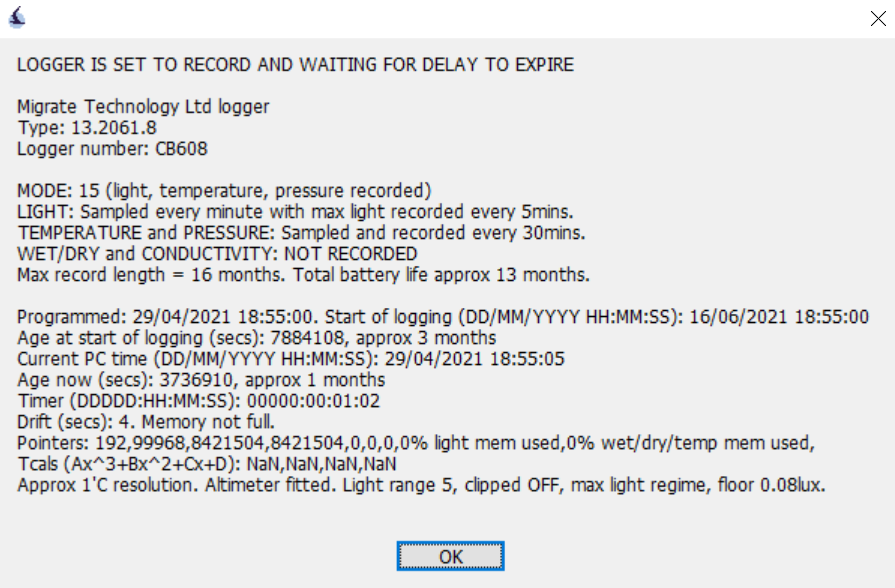 LOGGER IS SET TO RECORD AND WAITING FOR DELAY TO EXPIRE
Migrate Technology Ltd logger
Type: 13.2061.8
Logger number: CB608
MODE: 15 (light, temperature, pressure recorded)
LIGHT: Sampled every minute with max light recorded every 5mins.
TEMPERATURE and PRESSURE: Sampled and recorded every 30mins.
WET/DRY and CONDUCTIVITY: NOT RECORDED
Max record length = 16 months. Total battery life approx 13 months.
Programmed: 29/04/2021 18:55:00. Start of logging (DD/MM/YYYY HH:MM:SS): 16/06/2021 18:55:00
Age at start of logging (secs): 7884108, approx 3 months
Current PC time (DD/MM/YYYY HH:MM:SS): 29/04/2021 18:55:05
Age now (secs): 3736910, approx 1 months
Timer (DDDDD:HH:MM:SS): 00000:00:01:02
Drift (secs): 4. Memory not full.
Pointers: 192,99968,8421504,8421504,0,0,0,0% light mem used,0% wet/dry/temp mem used,
Tcals (Ax^3+Bx^2+Cx+D): NaN,NaN,NaN,NaN
Approx 1'C resolution. Altimeter fitted. Light range 5, clipped OFF, max light regime, floor 0.08lux.
OK